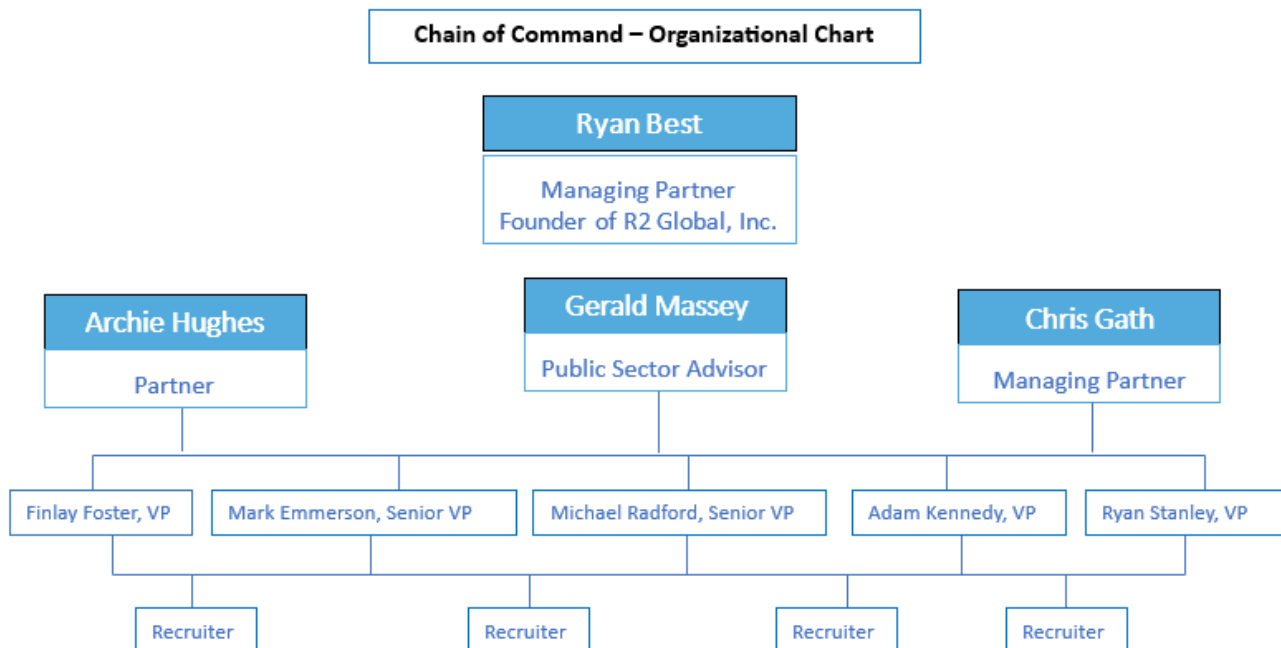 Chain of Command – Organizational Chart
Ryan Best
Managing Partner
Founder of R2 Global, Inc.
Archie Hughes
Partner
Gerald Massey
Public Sector Advisor
Chris Gath
Managing Partner
Finlay Foster, VP
Mark Emmerson, Senior VP
Michael Radford, Senior VP
Adam Kennedy, VP
Ryan Stanley, VP
Recruiter
Recruiter
Recruiter
Recruiter